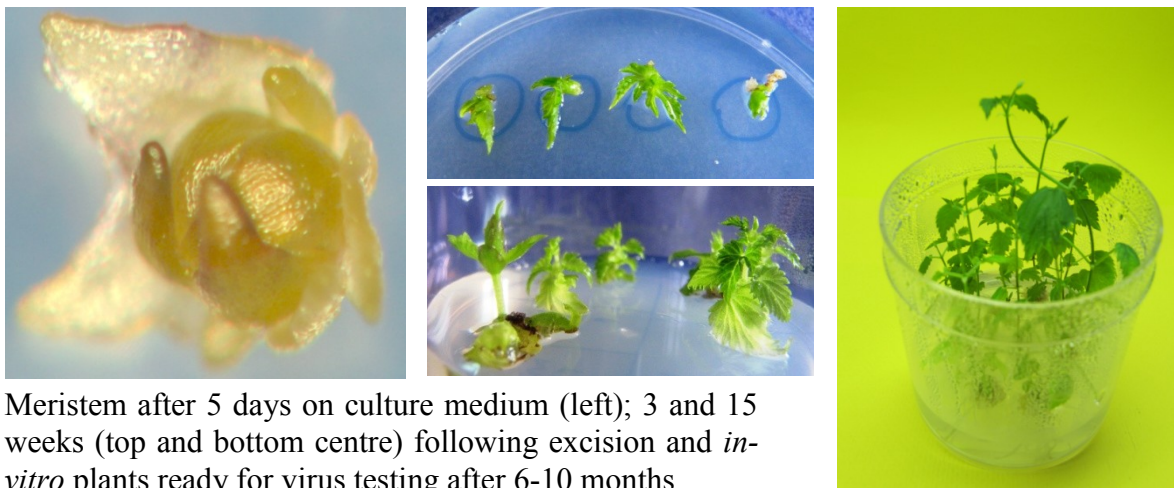 Meristem after 5 days on culture medium (left); 3 and 15
weeks (top and bottom centre) following excision and in-
vitro plants ready for virus testing after 6-10 months